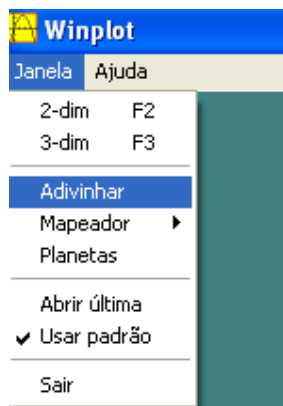 Winplot
Janela Ajuda
2-dim F2
3-dim F3
Adivinhar
Mapeador
Planetas
Abrir última
Usar padrão
Sair